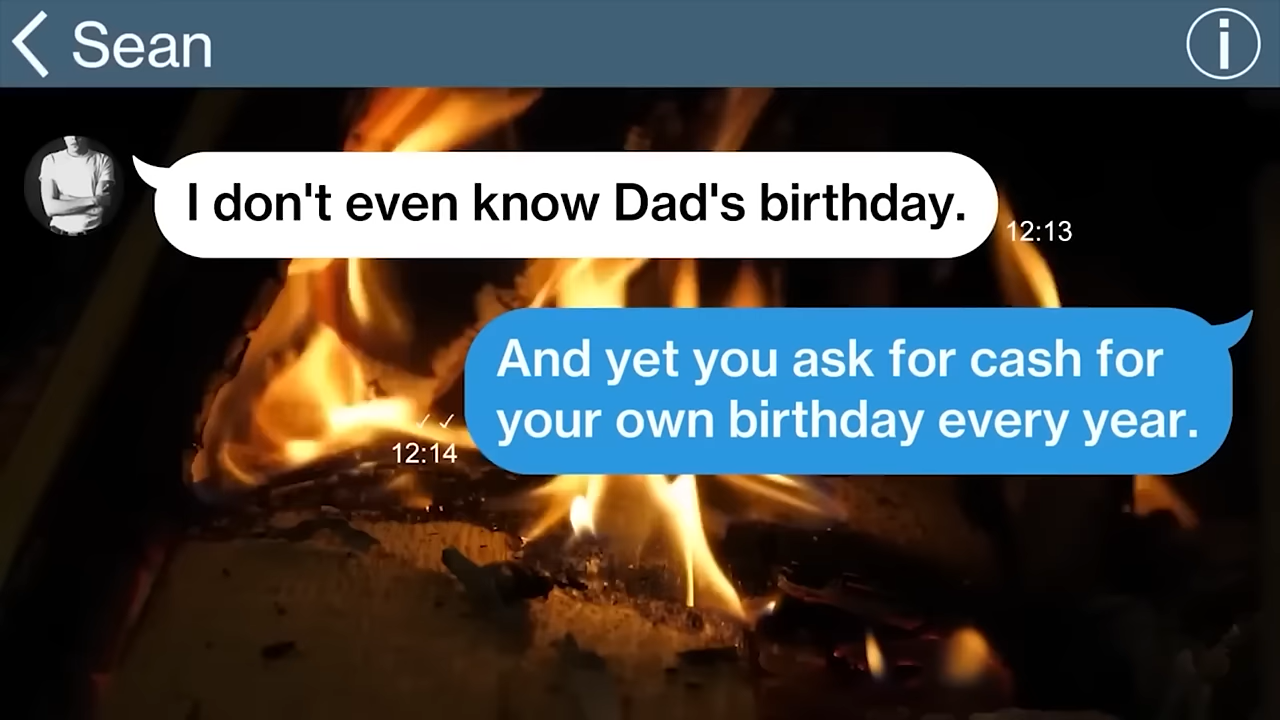 Sean
I don't even know Dad's birthday.
12:13
And yet you ask for cash for
your own birthday every year.
12:14